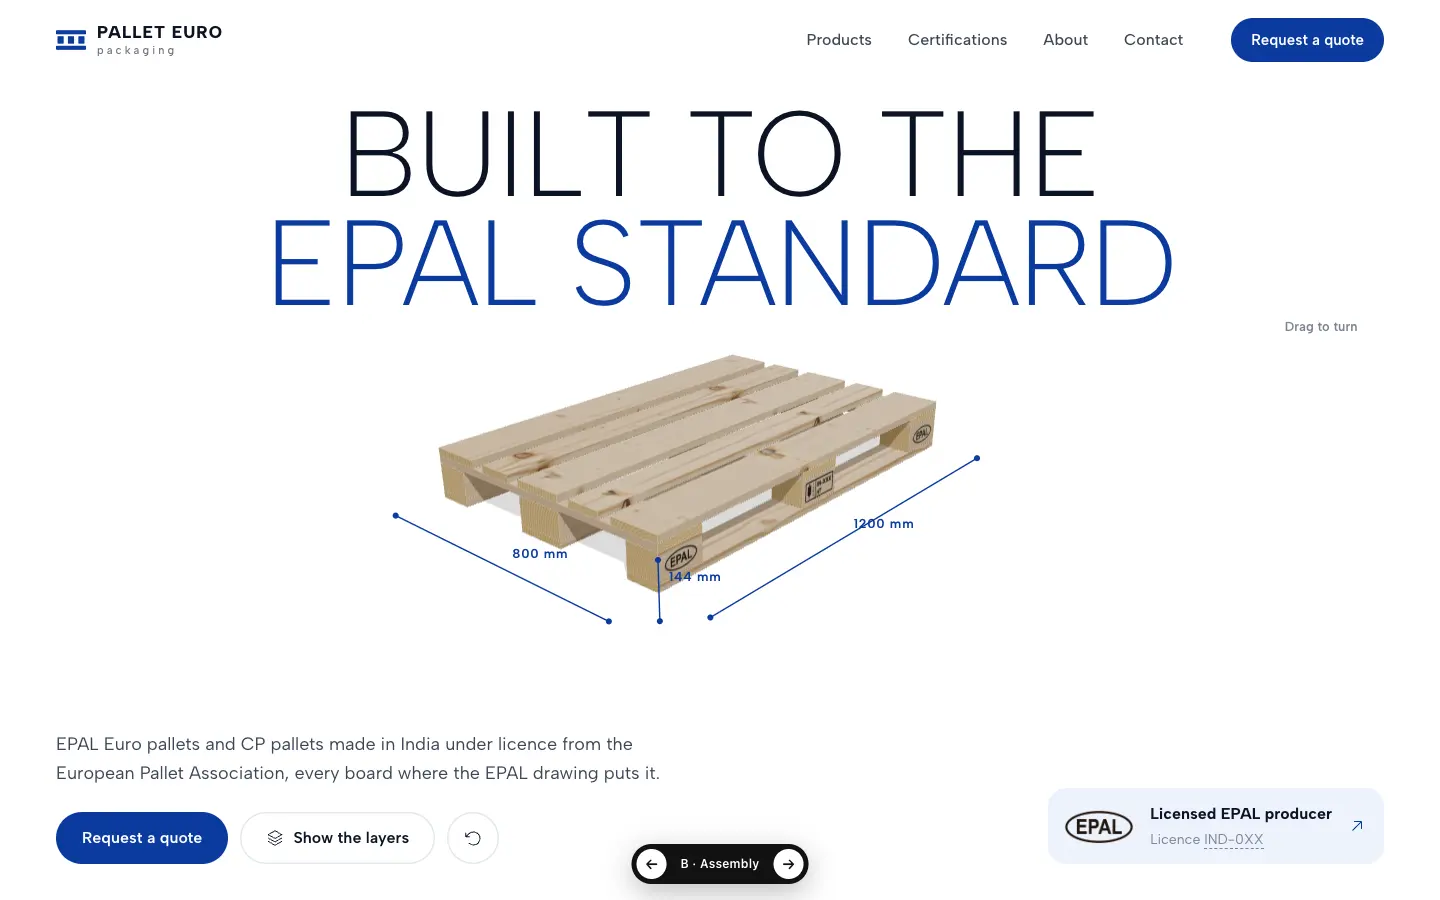 PALLET EURO
packaging
Products
Certifications
About
Contact
Request a quote
BUILT TO THE
EPAL STANDARD
Drag to turn
EPAL
IN-XXX
1200 mm
800 mm
EPAL
144 mm
EPAL Euro pallets and CP pallets made in India under licence from the
European Pallet Association, every board where the EPAL drawing puts it.
Request a quote
Show the layers
B · Assembly
EPAL
Licensed EPAL producer
Licence IND-0XX